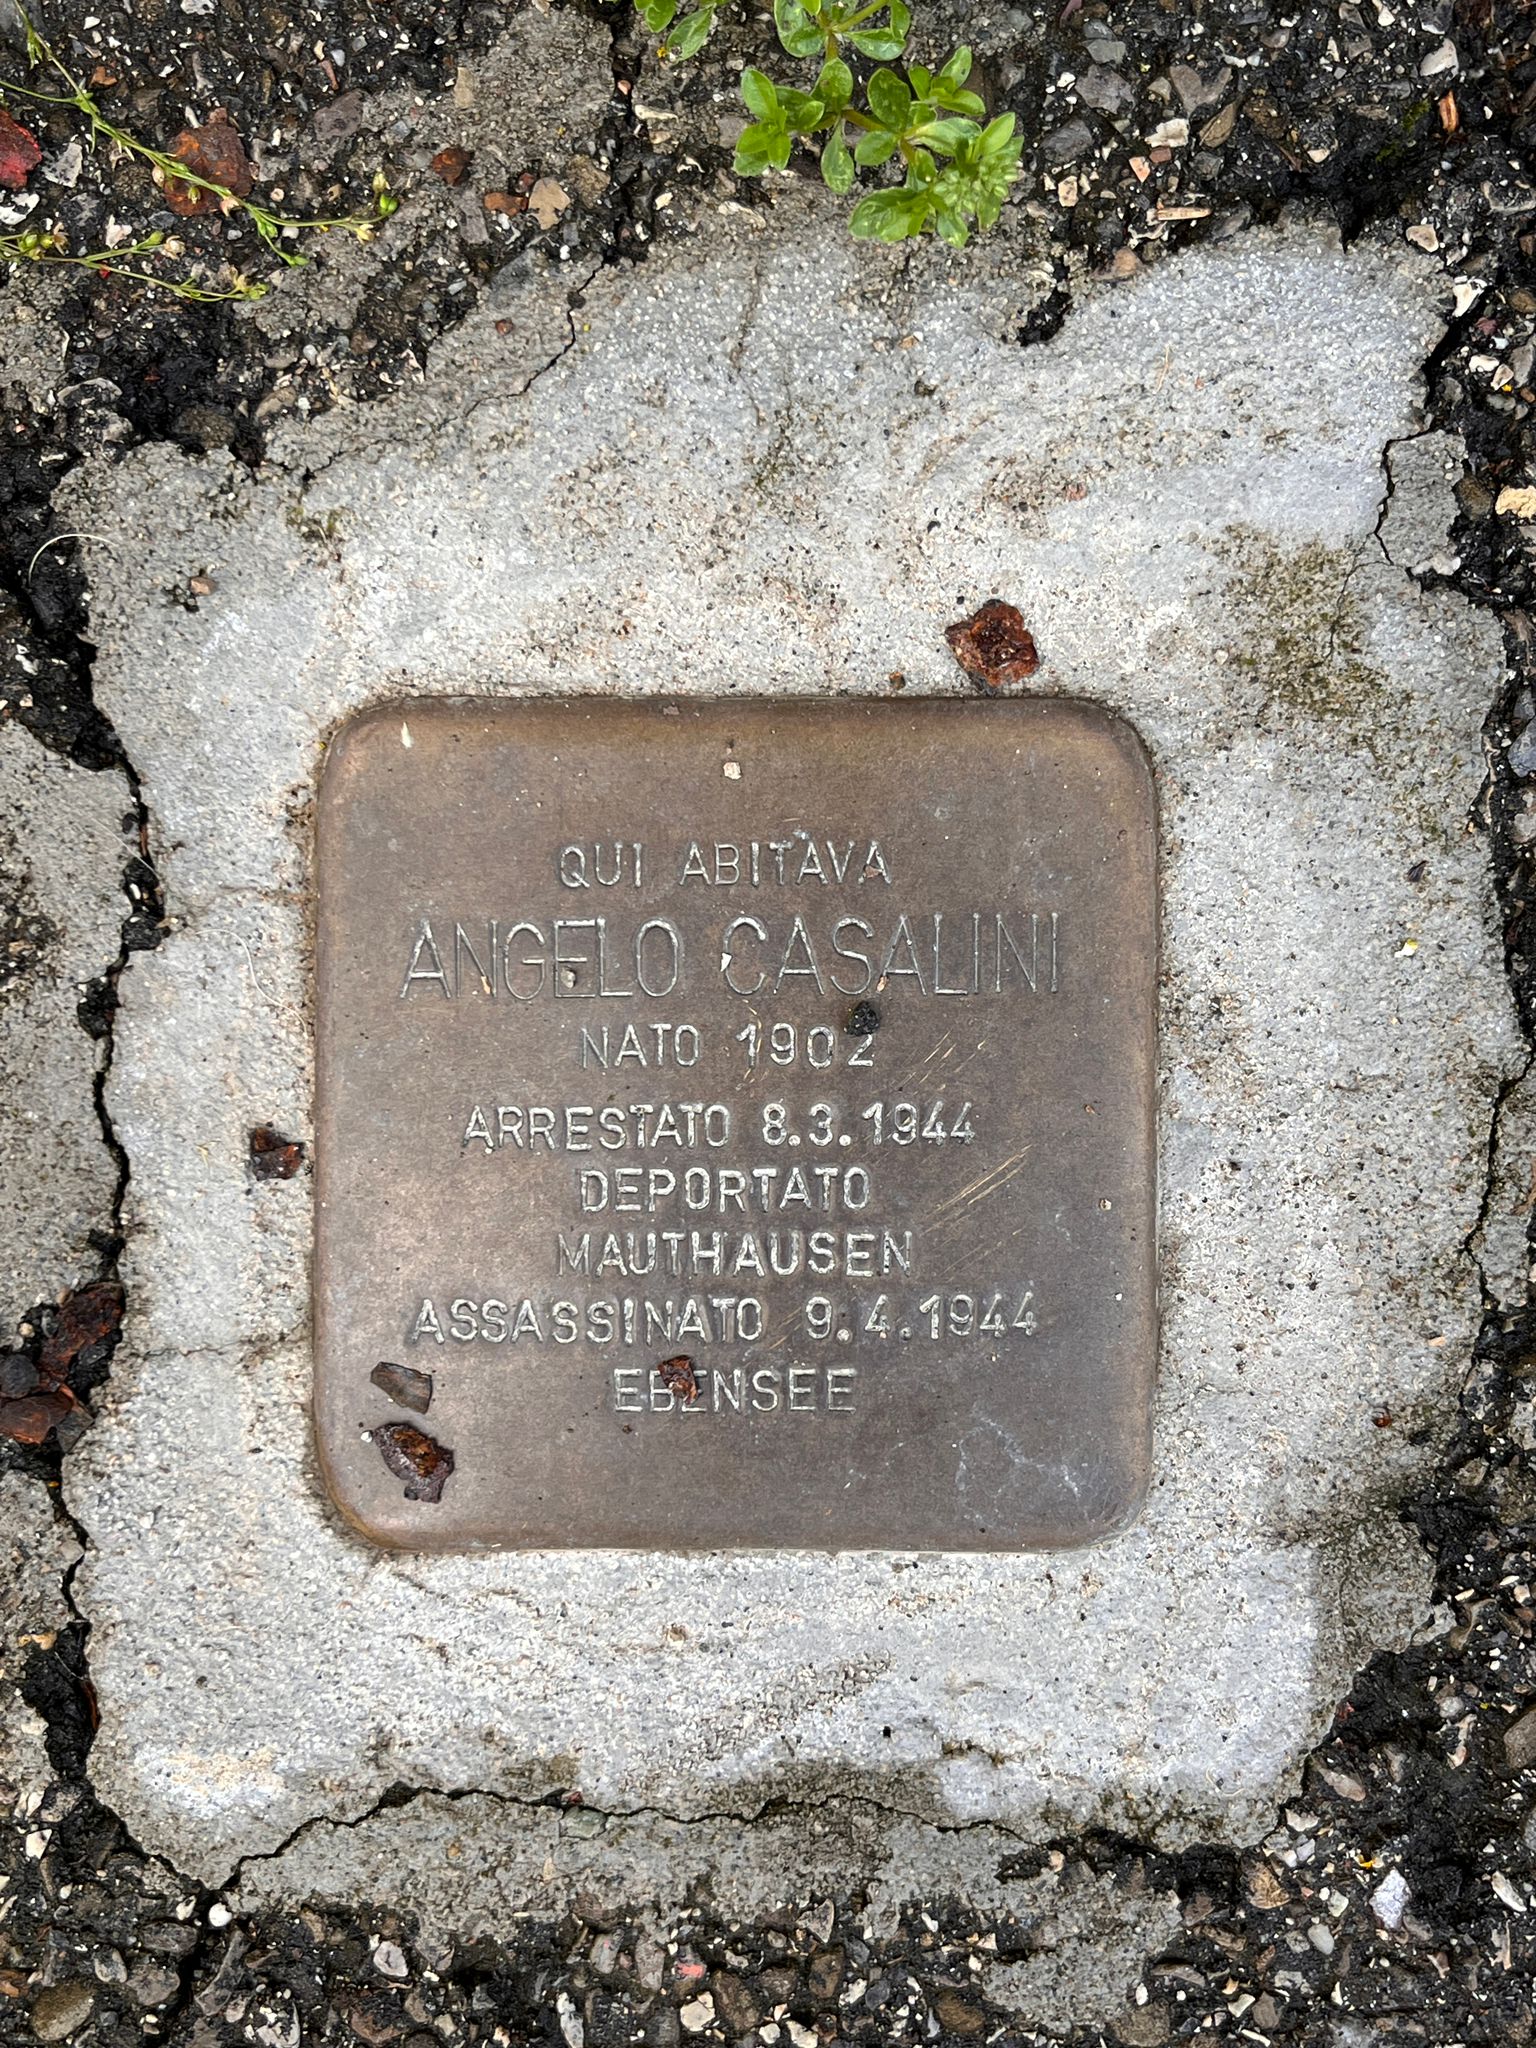 QUI ABITAVA
ANGELO CASALINI
NATO 1902
ARRESTATO 8.3.1944
DEPORTATO
MAUTHAUSEN
ASSASSINATO 9.4.1944
EBENSEE